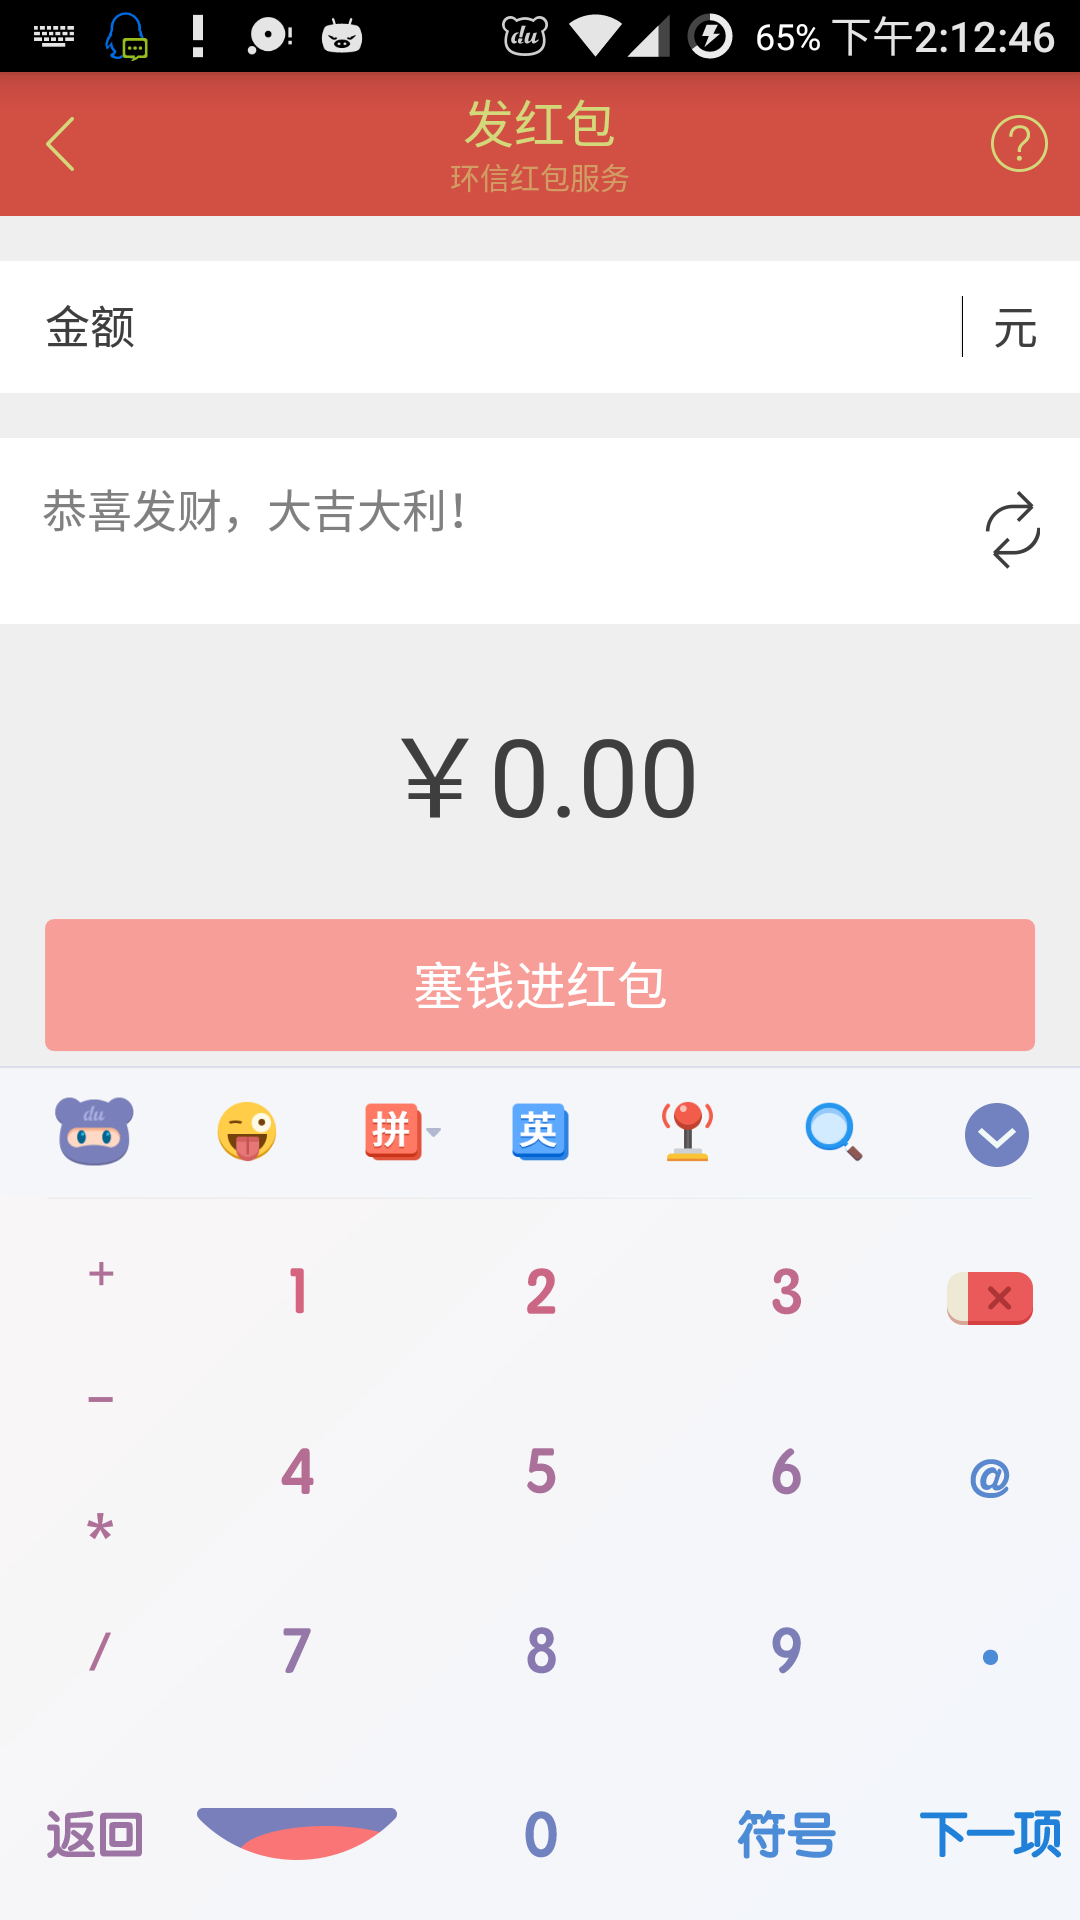 65% 下午2:12:46
发红包
环信红包服务
金额 元
恭喜发财，大吉大利！
￥0.00
塞钱进红包
du 拼 英
+ 1 2 3
-
4 5 6 @
*
/ 7 8 9 .
返回 0 符号 下一项